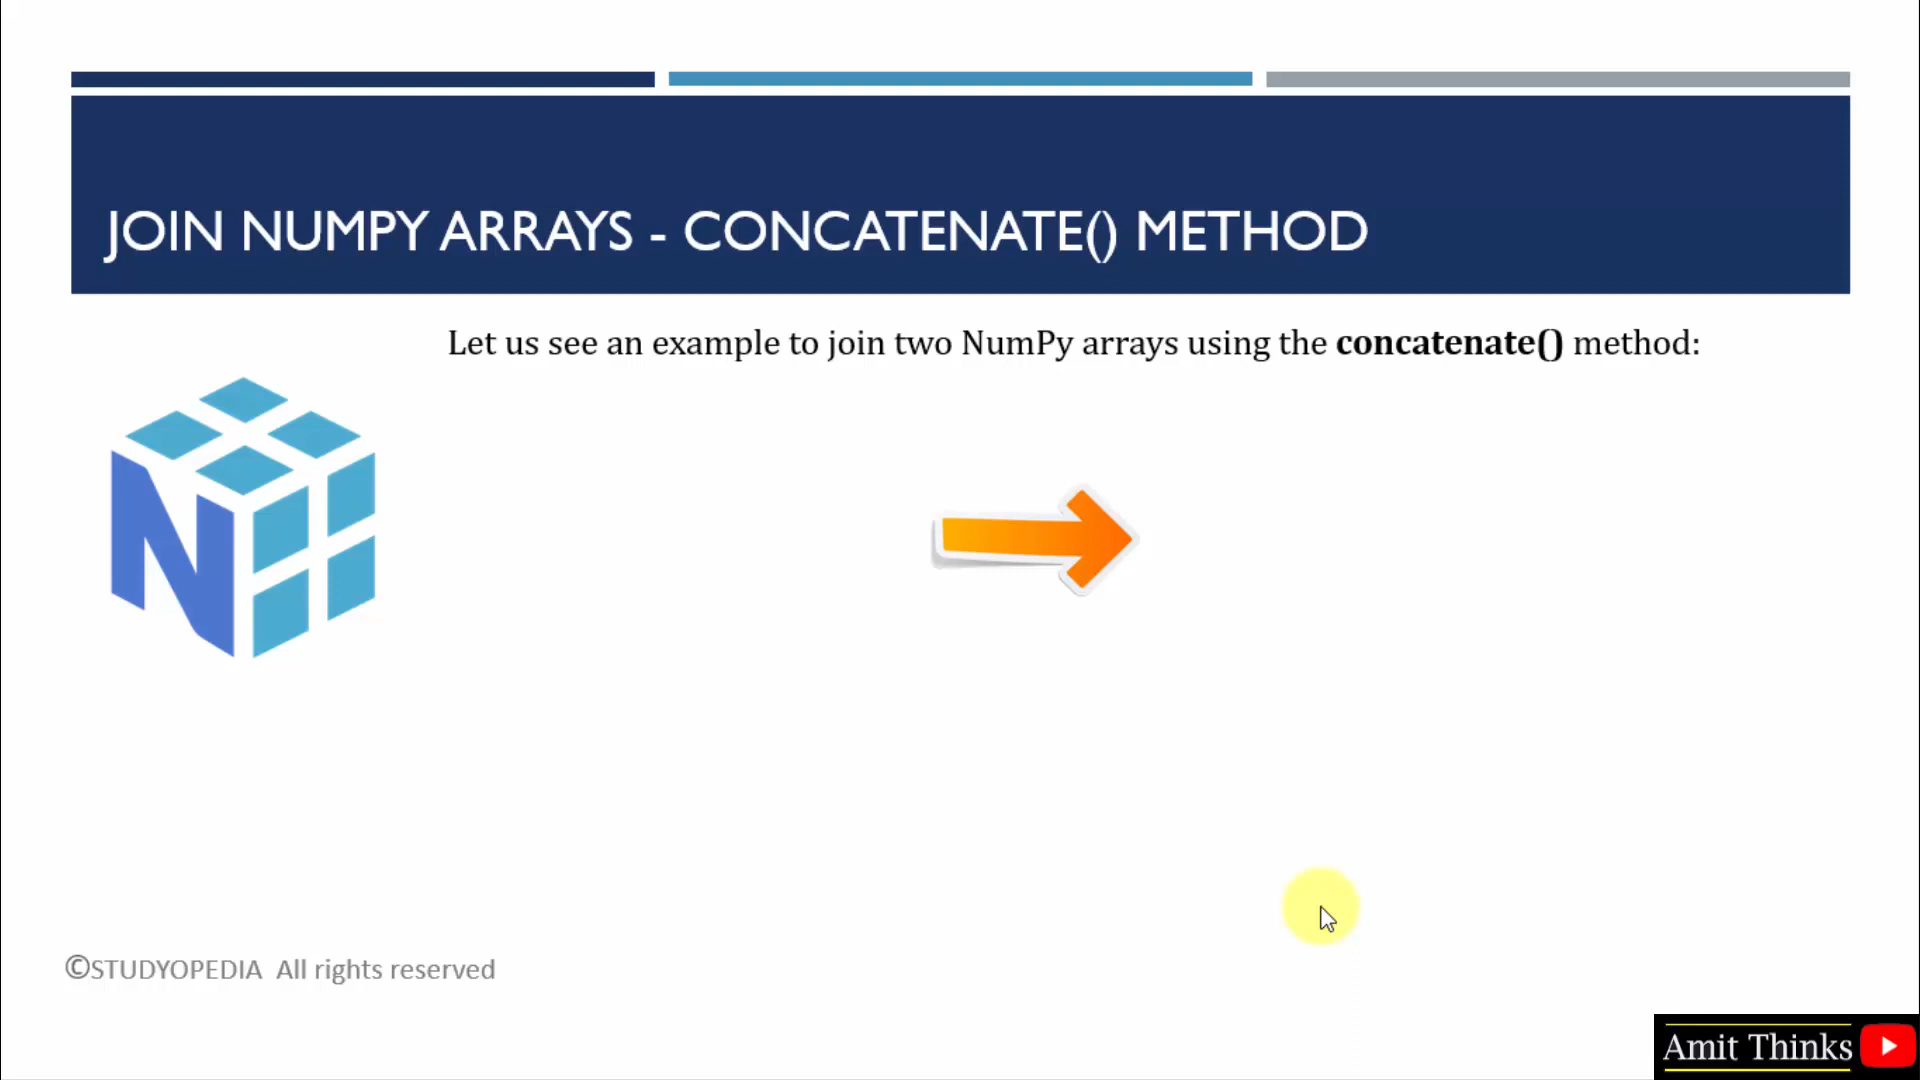 JOIN NUMPY ARRAYS - CONCATENATE() METHOD
Let us see an example to join two NumPy arrays using the concatenate() method:
N
©STUDYOPEDIA All rights reserved
Amit Thinks